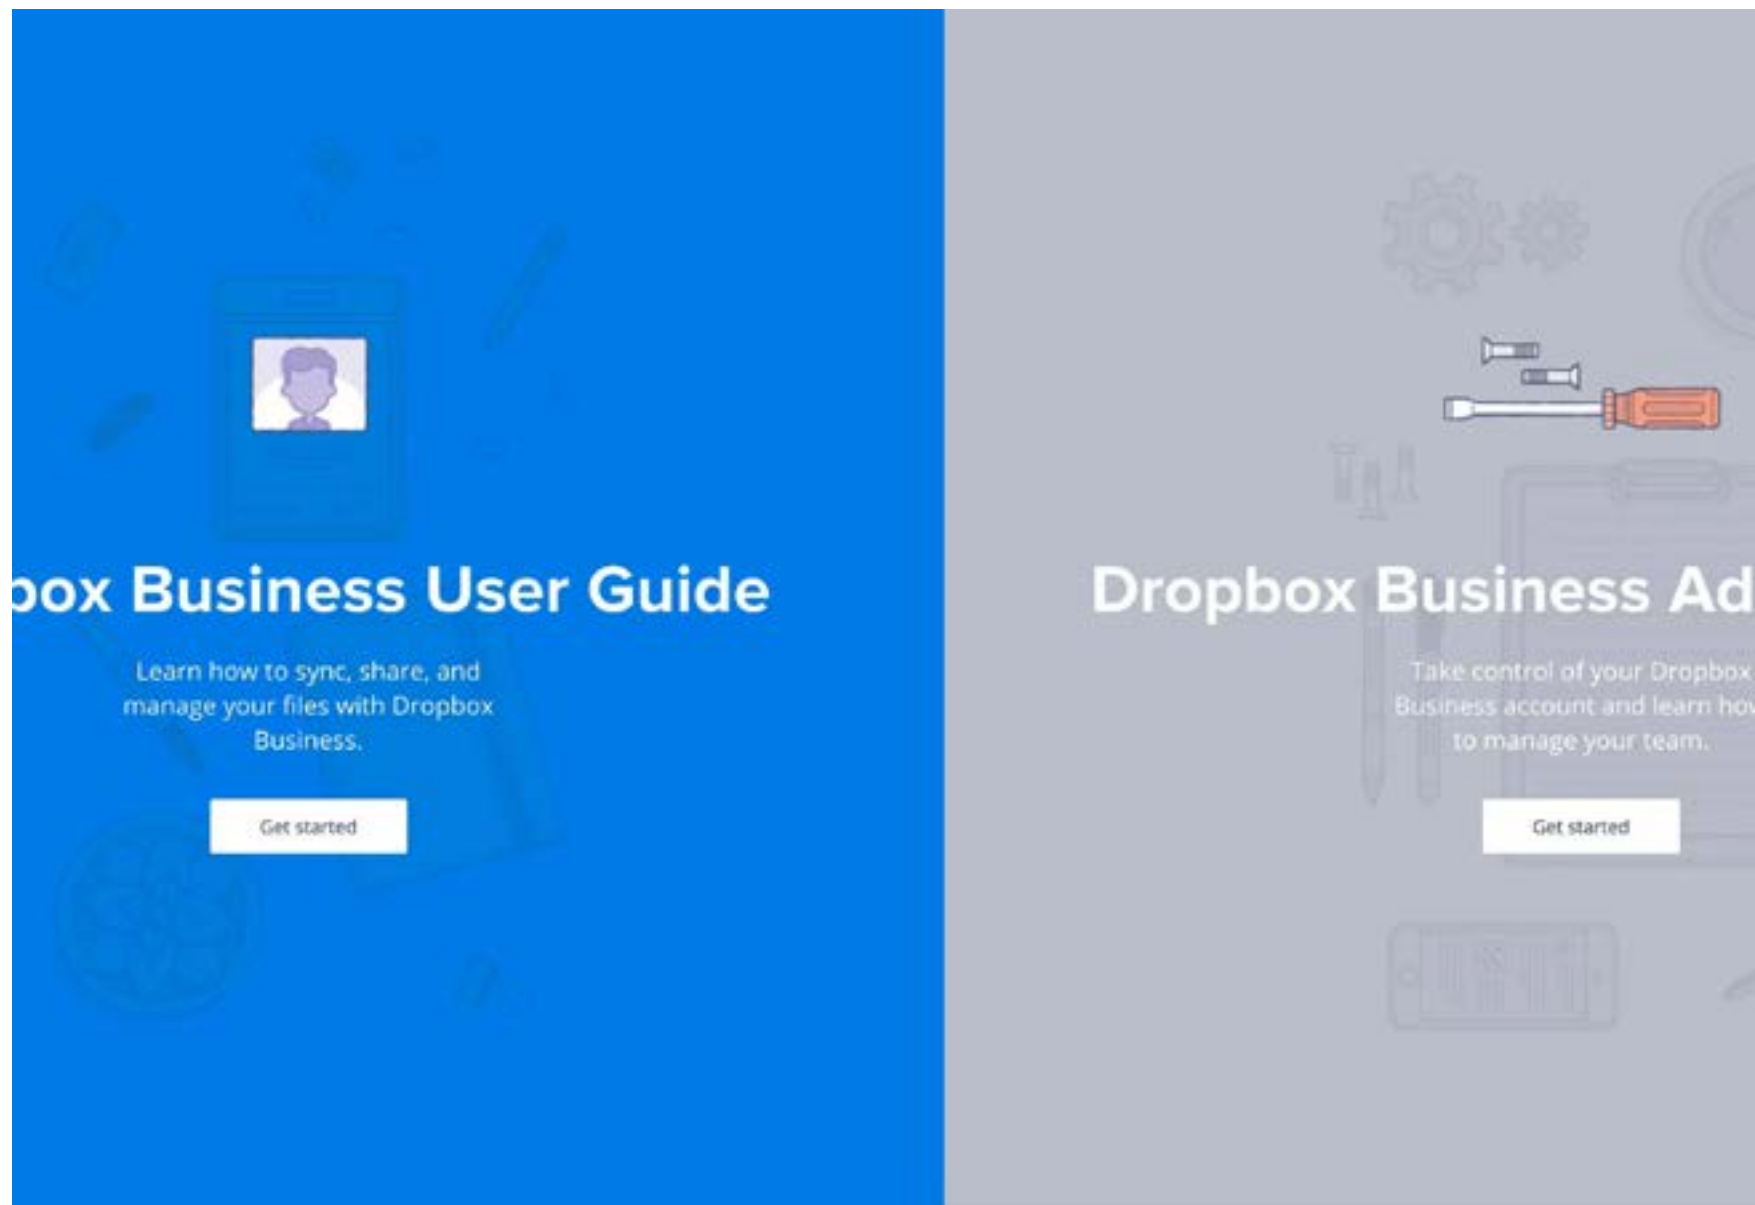 box Business User Guide
Learn how to sync, share, and
manage your files with Dropbox
Business.
Get started
Dropbox Business Ad
Take control of your Dropbox
Business account and learn how
to manage your team.
Get started